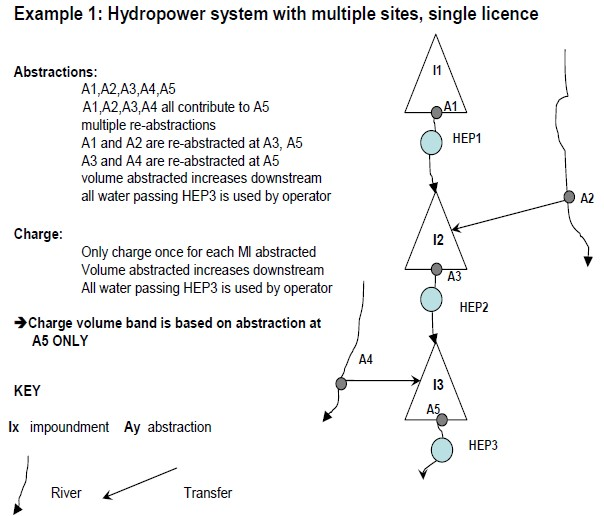 Example 1: Hydropower system with multiple sites, single licence
Abstractions:
A1,A2,A3,A4,A5
A1,A2,A3,A4 all contribute to A5
multiple re-abstractions
A1 and A2 are re-abstracted at A3, A5
A3 and A4 are re-abstracted at A5
volume abstracted increases downstream
all water passing HEP3 is used by operator
Charge:
Only charge once for each Ml abstracted
Volume abstracted increases downstream
All water passing HEP3 is used by operator
➔Charge volume band is based on abstraction at
A5 ONLY
KEY
Ix impoundment Ay abstraction
River Transfer
I1
A1
HEP1
A2
I2
A3
HEP2
A4
I3
A5
HEP3